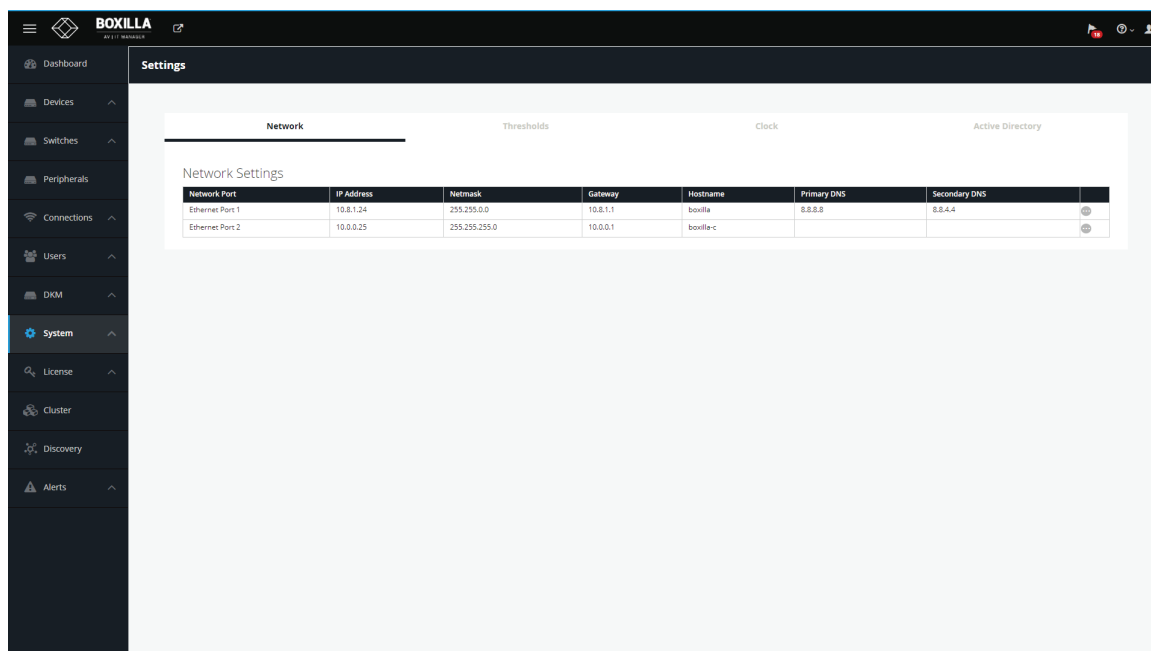 BOXILLA
AV | IT MANAGER
18
Dashboard
Settings
Devices
Switches
Peripherals
Connections
Users
DKM
System
License
Cluster
Discovery
Alerts
Network Thresholds Clock Active Directory
Network Settings
Network Port IP Address Netmask Gateway Hostname Primary DNS Secondary DNS
Ethernet Port 1 10.8.1.24 255.255.0.0 10.8.1.1 boxilla 8.8.8.8 8.8.4.4
Ethernet Port 2 10.0.0.25 255.255.255.0 10.0.0.1 boxilla-c